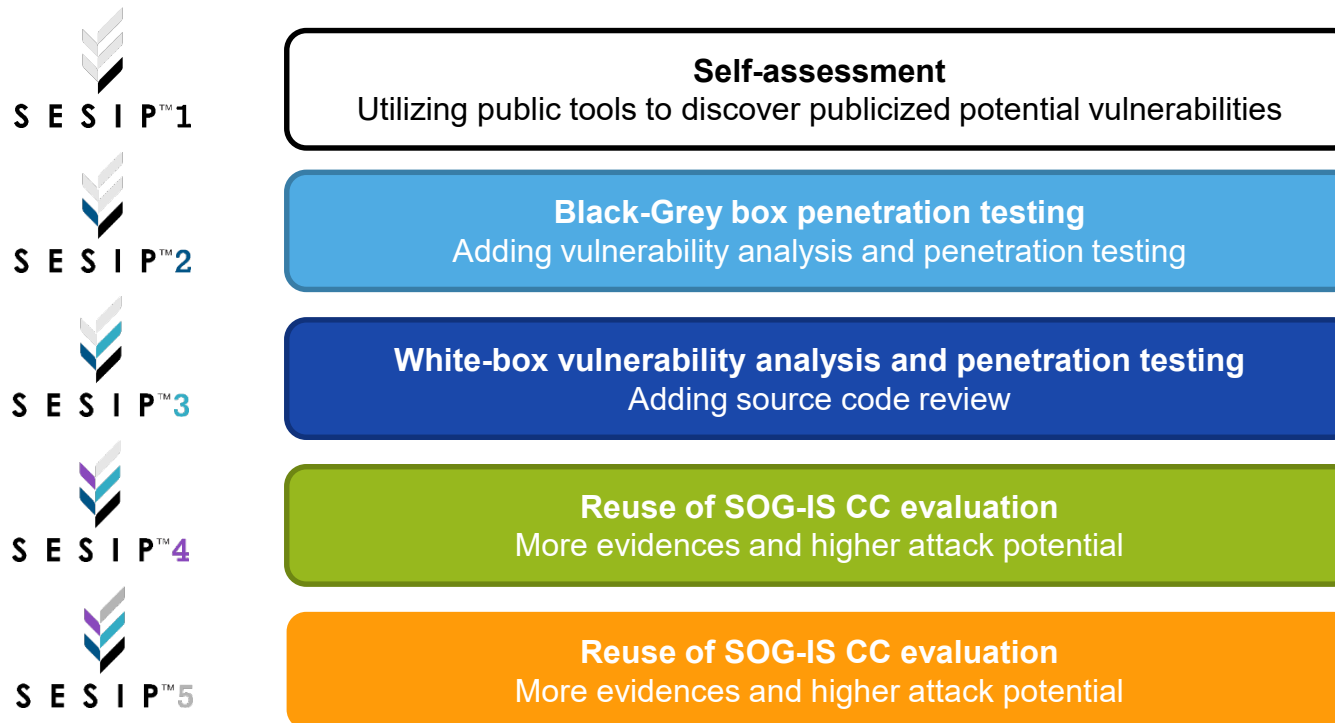 SESIP™1
Self-assessment
Utilizing public tools to discover publicized potential vulnerabilities
SESIP™2
Black-Grey box penetration testing
Adding vulnerability analysis and penetration testing
SESIP™3
White-box vulnerability analysis and penetration testing
Adding source code review
SESIP™4
Reuse of SOG-IS CC evaluation
More evidences and higher attack potential
SESIP™5
Reuse of SOG-IS CC evaluation
More evidences and higher attack potential